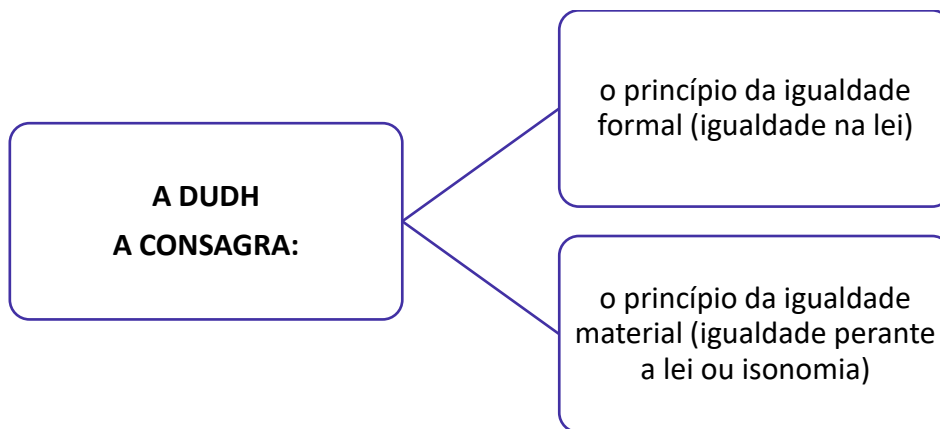 A DUDH
A CONSAGRA:
o princípio da igualdade
formal (igualdade na lei)
o princípio da igualdade
material (igualdade perante
a lei ou isonomia)